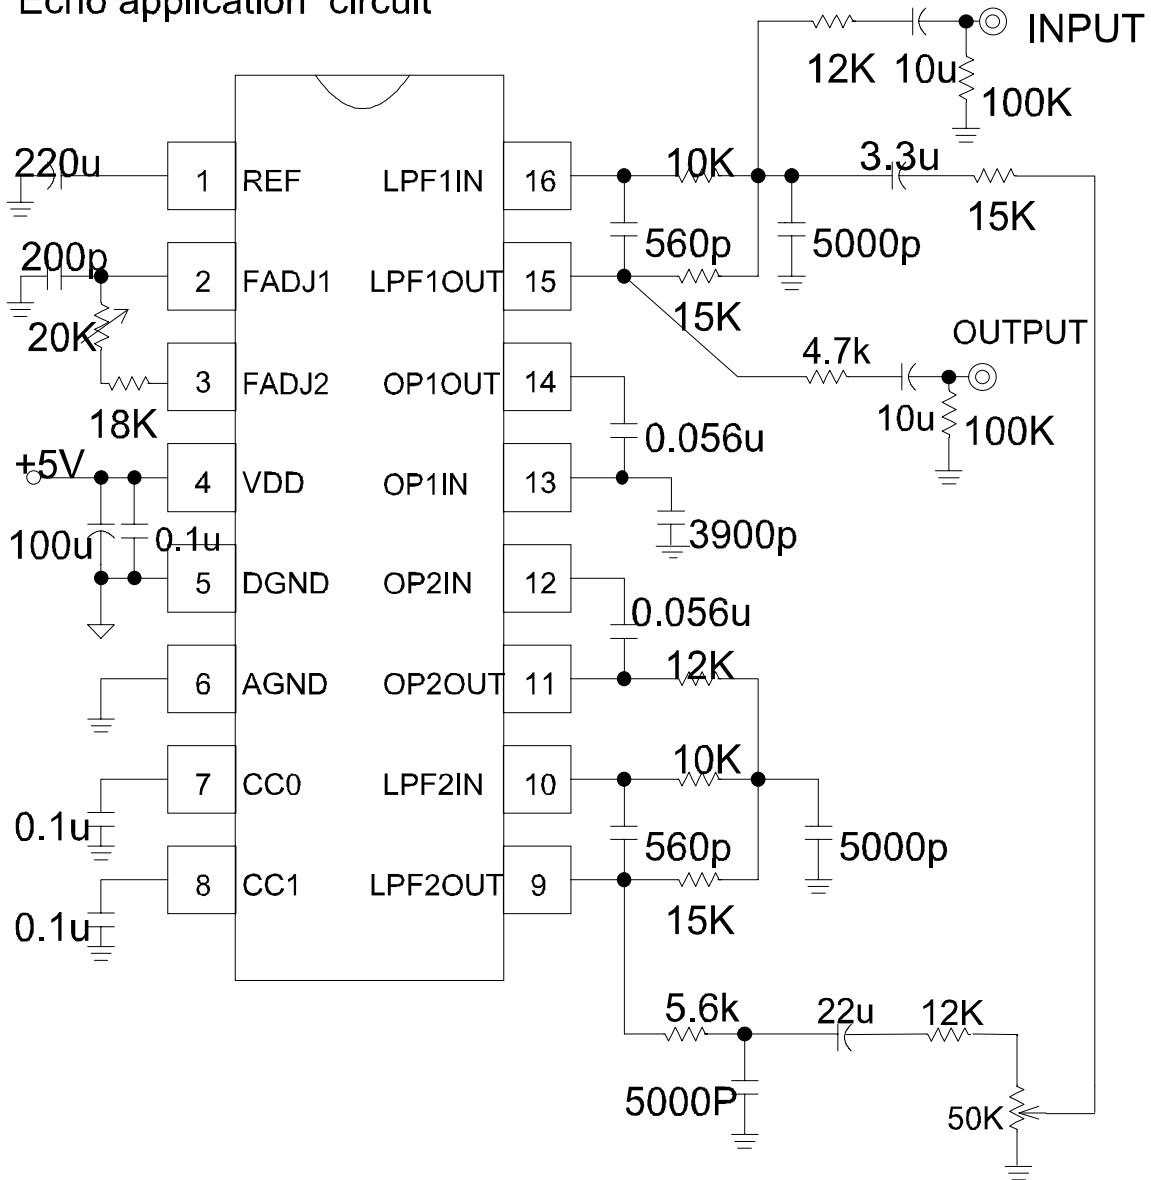 Echo application circuit
INPUT
12K
10u
100K
220u
1
REF
LPF1IN
16
10K
3.3u
15K
200p
2
FADJ1
LPF1OUT
15
560p
5000p
15K
20K
OUTPUT
4.7k
3
FADJ2
OP1OUT
14
18K
10u
100K
0.056u
+5V
4
VDD
OP1IN
13
100u
0.1u
3900p
5
DGND
OP2IN
12
0.056u
6
AGND
OP2OUT
11
12K
7
CC0
LPF2IN
10
10K
0.1u
560p
5000p
8
CC1
LPF2OUT
9
15K
0.1u
5.6k
22u
12K
5000P
50K